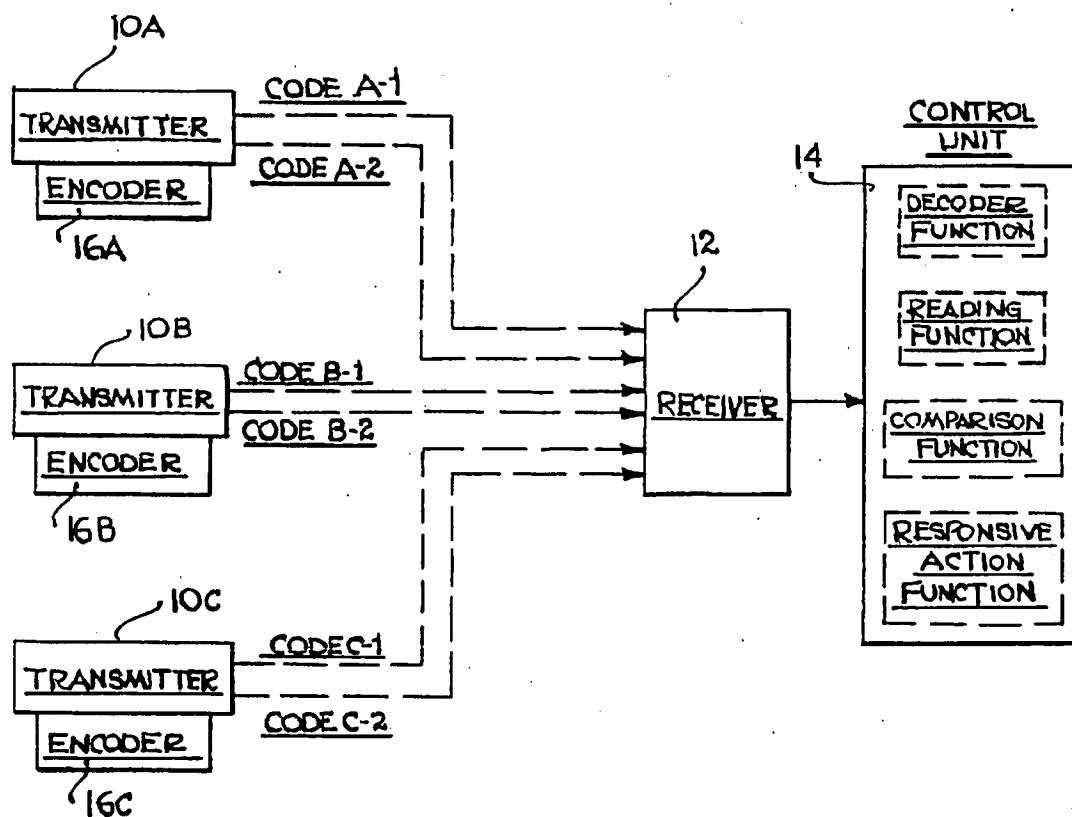 10A
TRANSMITTER
ENCODER
16A
CODE A-1
CODE A-2
10B
TRANSMITTER
ENCODER
16B
CODE B-1
CODE B-2
10C
TRANSMITTER
ENCODER
16C
CODE C-1
CODE C-2
12
RECEIVER
CONTROL
UNIT
14
DECODER
FUNCTION
READING
FUNCTION
COMPARISON
FUNCTION
RESPONSIVE
ACTION
FUNCTION